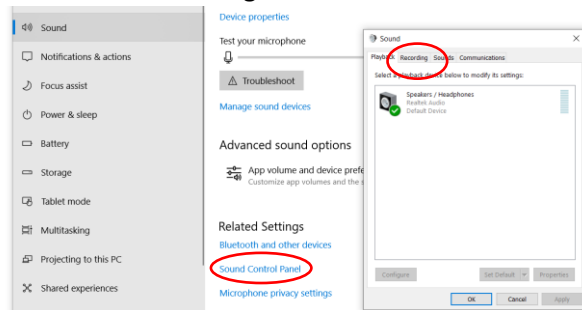 Sound
Notifications & actions
Focus assist
Power & sleep
Battery
Storage
Tablet mode
Multitasking
Projecting to this PC
Shared experiences
Device properties
Test your microphone
Troubleshoot
Manage sound devices
Advanced sound options
App volume and device prefe
Customize app volumes and the s
Related Settings
Bluetooth and other devices
Sound Control Panel
Microphone privacy settings
Sound
Playback Recording Sounds Communications
Select a playback device below to modify its settings:
Speakers / Headphones
Realtek Audio
Default Device
Configure Set Default Properties
OK Cancel Apply